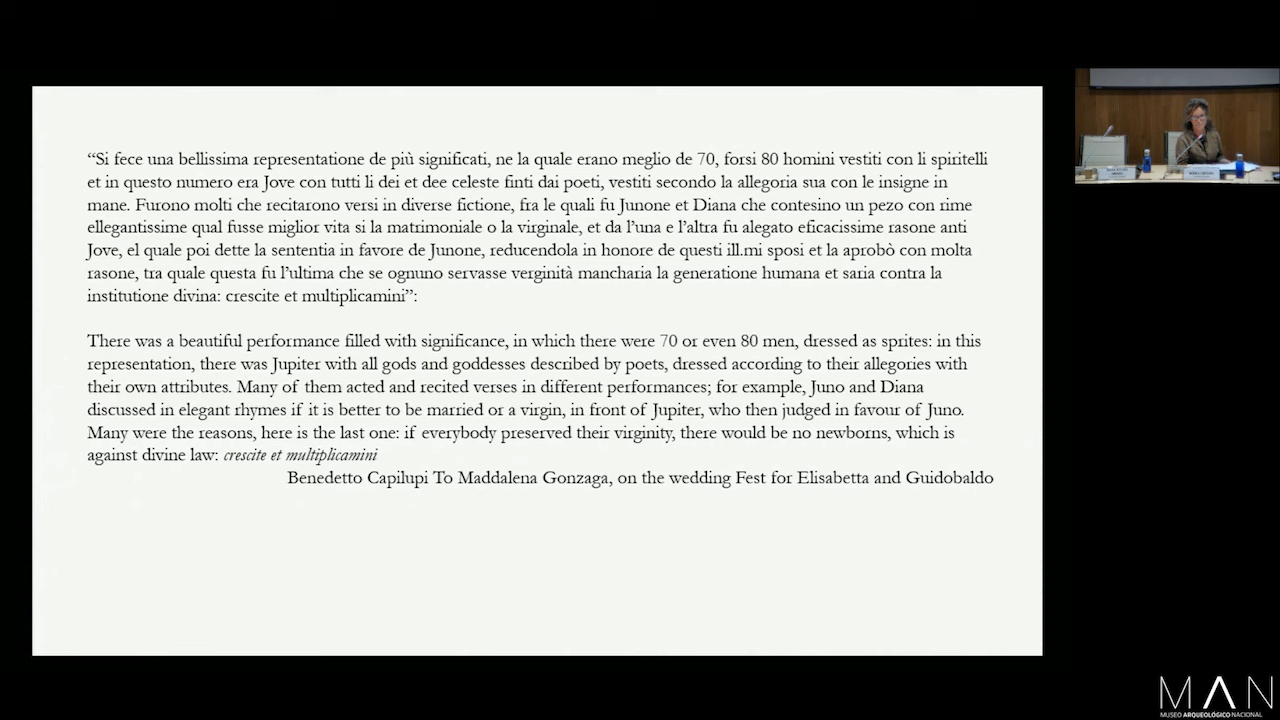 “Si fece una bellissima representatione de più significati, ne la quale erano meglio de 70, forsi 80 homini vestiti con li spiritelli
et in questo numero era Jove con tutti li dei et dee celeste finti dai poeti, vestiti secondo la allegoria sua con le insigne in
mane. Furono molti che recitarono versi in diverse fictione, fra le quali fu Junone et Diana che contesino un pezo con rime
ellegantissime qual fusse miglior vita si la matrimoniale o la virginale, et da l’una e l’altra fu alegato eficacissime rasone anti
Jove, el quale poi dette la sententia in favore de Junone, reducendola in honore de questi ill.mi sposi et la aprobò con molta
rasone, tra quale questa fu l’ultima che se ognuno servasse verginità mancharia la generatione humana et saria contra la
institutione divina: crescite et multiplicamini”:
There was a beautiful performance filled with significance, in which there were 70 or even 80 men, dressed as sprites: in this
representation, there was Jupiter with all gods and goddesses described by poets, dressed according to their allegories with
their own attributes. Many of them acted and recited verses in different performances; for example, Juno and Diana
discussed in elegant rhymes if it is better to be married or a virgin, in front of Jupiter, who then judged in favour of Juno.
Many were the reasons, here is the last one: if everybody preserved their virginity, there would be no newborns, which is
against divine law: crescite et multiplicamini
Benedetto Capilupi To Maddalena Gonzaga, on the wedding Fest for Elisabetta and Guidobaldo
MAN
MUSEO ARQUEOLÓGICO NACIONAL